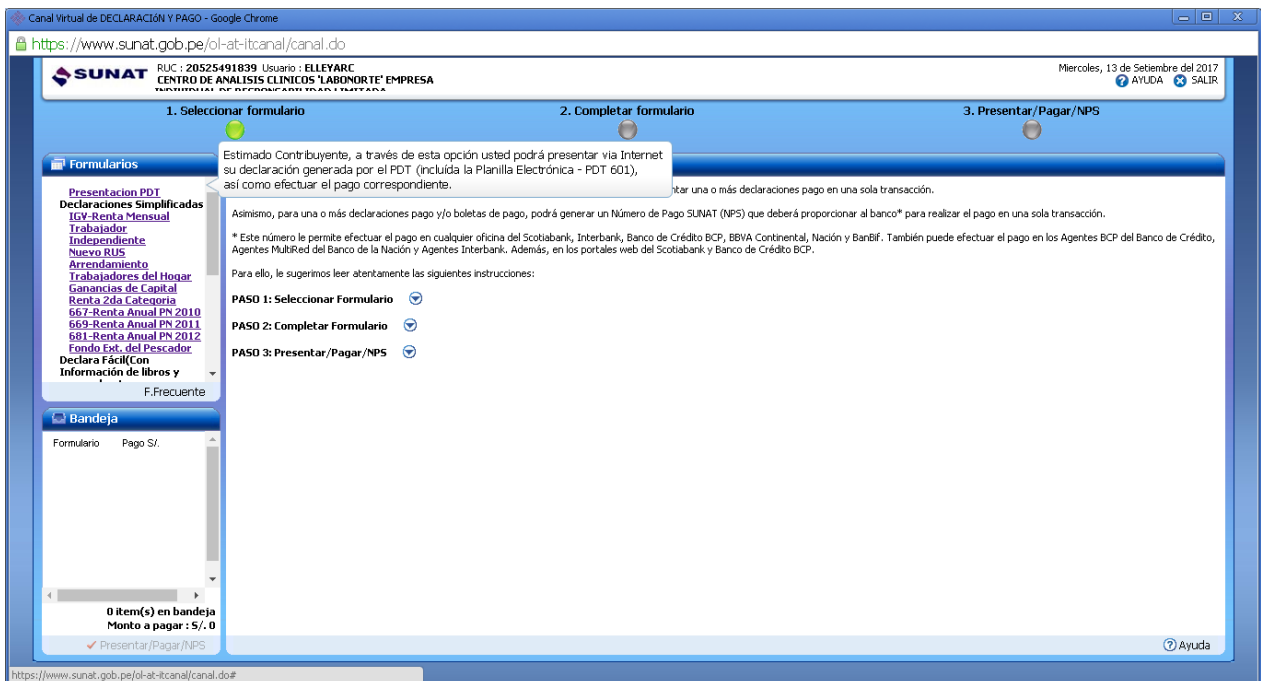 Canal Virtual de DECLARACIóN Y PAGO - Google Chrome
https://www.sunat.gob.pe/ol-at-itcanal/canal.do
SUNAT
RUC : 20525491839 Usuario : ELLEYARC
CENTRO DE ANALISIS CLINICOS 'LABONORTE' EMPRESA
INDIVIDUAL DE RESPONSABILIDAD LIMITADA
Miercoles, 13 de Setiembre del 2017
AYUDA SALIR
1. Seleccionar formulario
2. Completar formulario
3. Presentar/Pagar/NPS
Formularios
Presentacion PDT
Declaraciones Simplificadas
IGV-Renta Mensual
Trabajador
Independiente
Nuevo RUS
Arrendamiento
Trabajadores del Hogar
Ganancias de Capital
Renta 2da Categoria
667-Renta Anual PN 2010
669-Renta Anual PN 2011
681-Renta Anual PN 2012
Fondo Ext. del Pescador
Declara Fácil(Con
Información de libros y
F.Frecuente
Estimado Contribuyente, a través de esta opción usted podrá presentar via Internet
su declaración generada por el PDT (incluída la Planilla Electrónica - PDT 601),
así como efectuar el pago correspondiente.
ntar una o más declaraciones pago en una sola transacción.
Asimismo, para una o más declaraciones pago y/o boletas de pago, podrá generar un Número de Pago SUNAT (NPS) que deberá proporcionar al banco* para realizar el pago en una sola transacción.
* Este número le permite efectuar el pago en cualquier oficina del Scotiabank, Interbank, Banco de Crédito BCP, BBVA Continental, Nación y BanBif. También puede efectuar el pago en los Agentes BCP del Banco de Crédito,
Agentes MultiRed del Banco de la Nación y Agentes Interbank. Además, en los portales web del Scotiabank y Banco de Crédito BCP.
Para ello, le sugerimos leer atentamente las siguientes instrucciones:
PASO 1: Seleccionar Formulario
PASO 2: Completar Formulario
PASO 3: Presentar/Pagar/NPS
Bandeja
Formulario Pago S/.
0 item(s) en bandeja
Monto a pagar : S/. 0
Presentar/Pagar/NPS
Ayuda
https://www.sunat.gob.pe/ol-at-itcanal/canal.do#